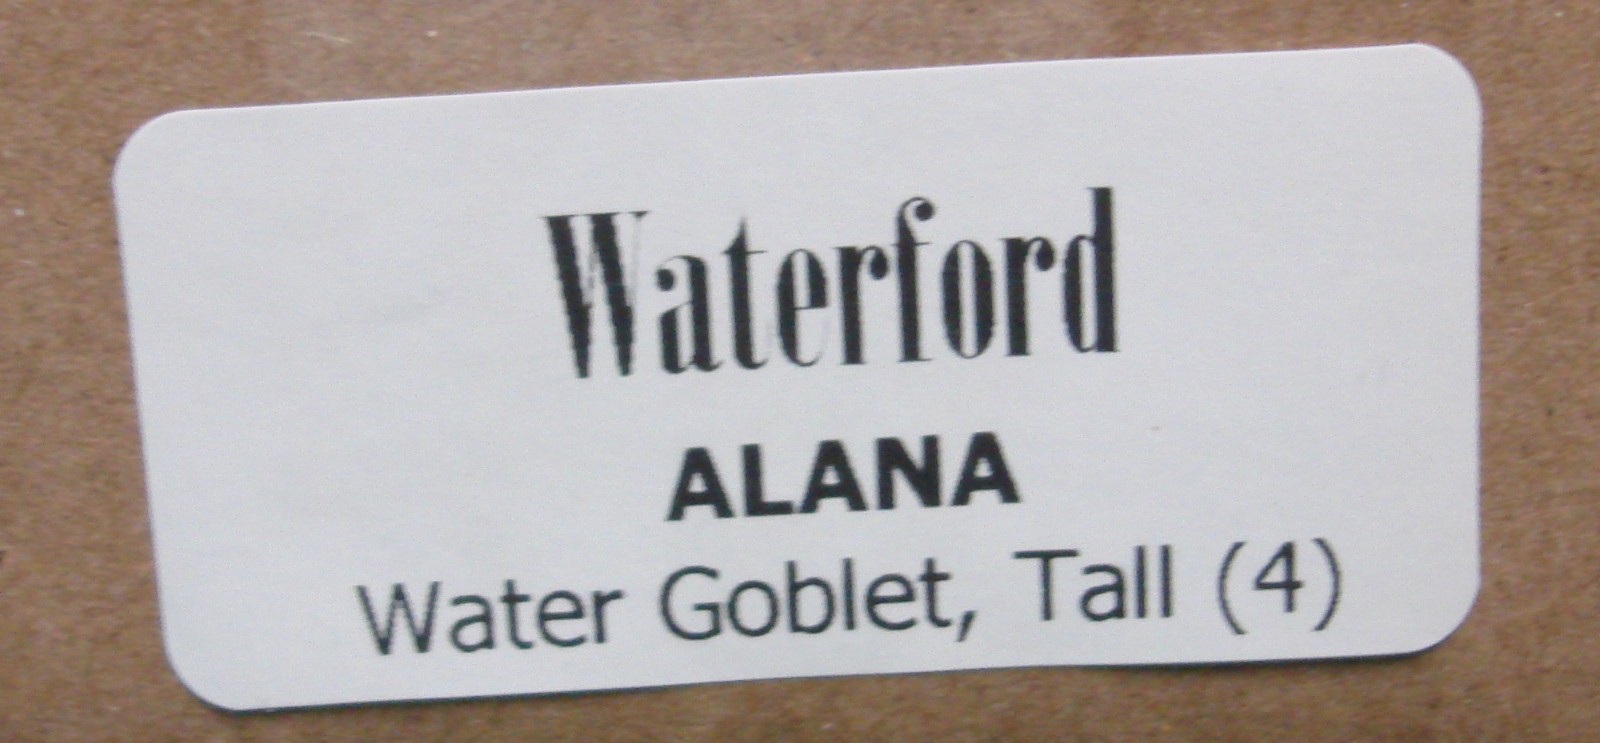 Waterford
ALANA
Water Goblet, Tall (4)